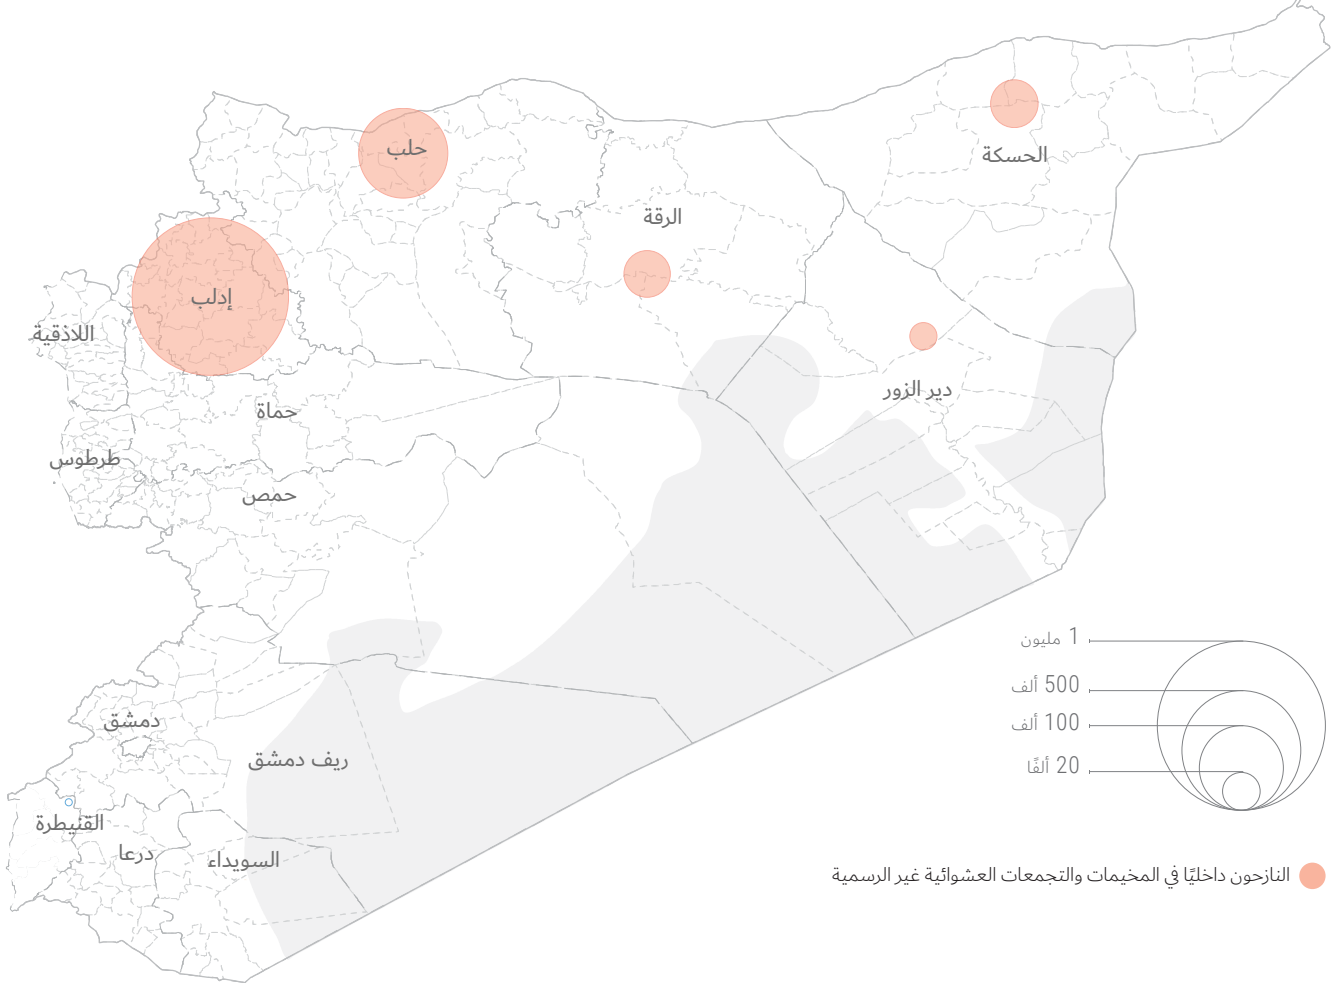 حلب
الحسكة
الرقة
إدلب
اللاذقية
دير الزور
حماة
طرطوس
حمص
دمشق
ريف دمشق
القنيطرة
درعا
السويداء
1 مليون
500 ألف
100 ألف
20 ألفًا
النازحون داخليًا في المخيمات والتجمعات العشوائية غير الرسمية